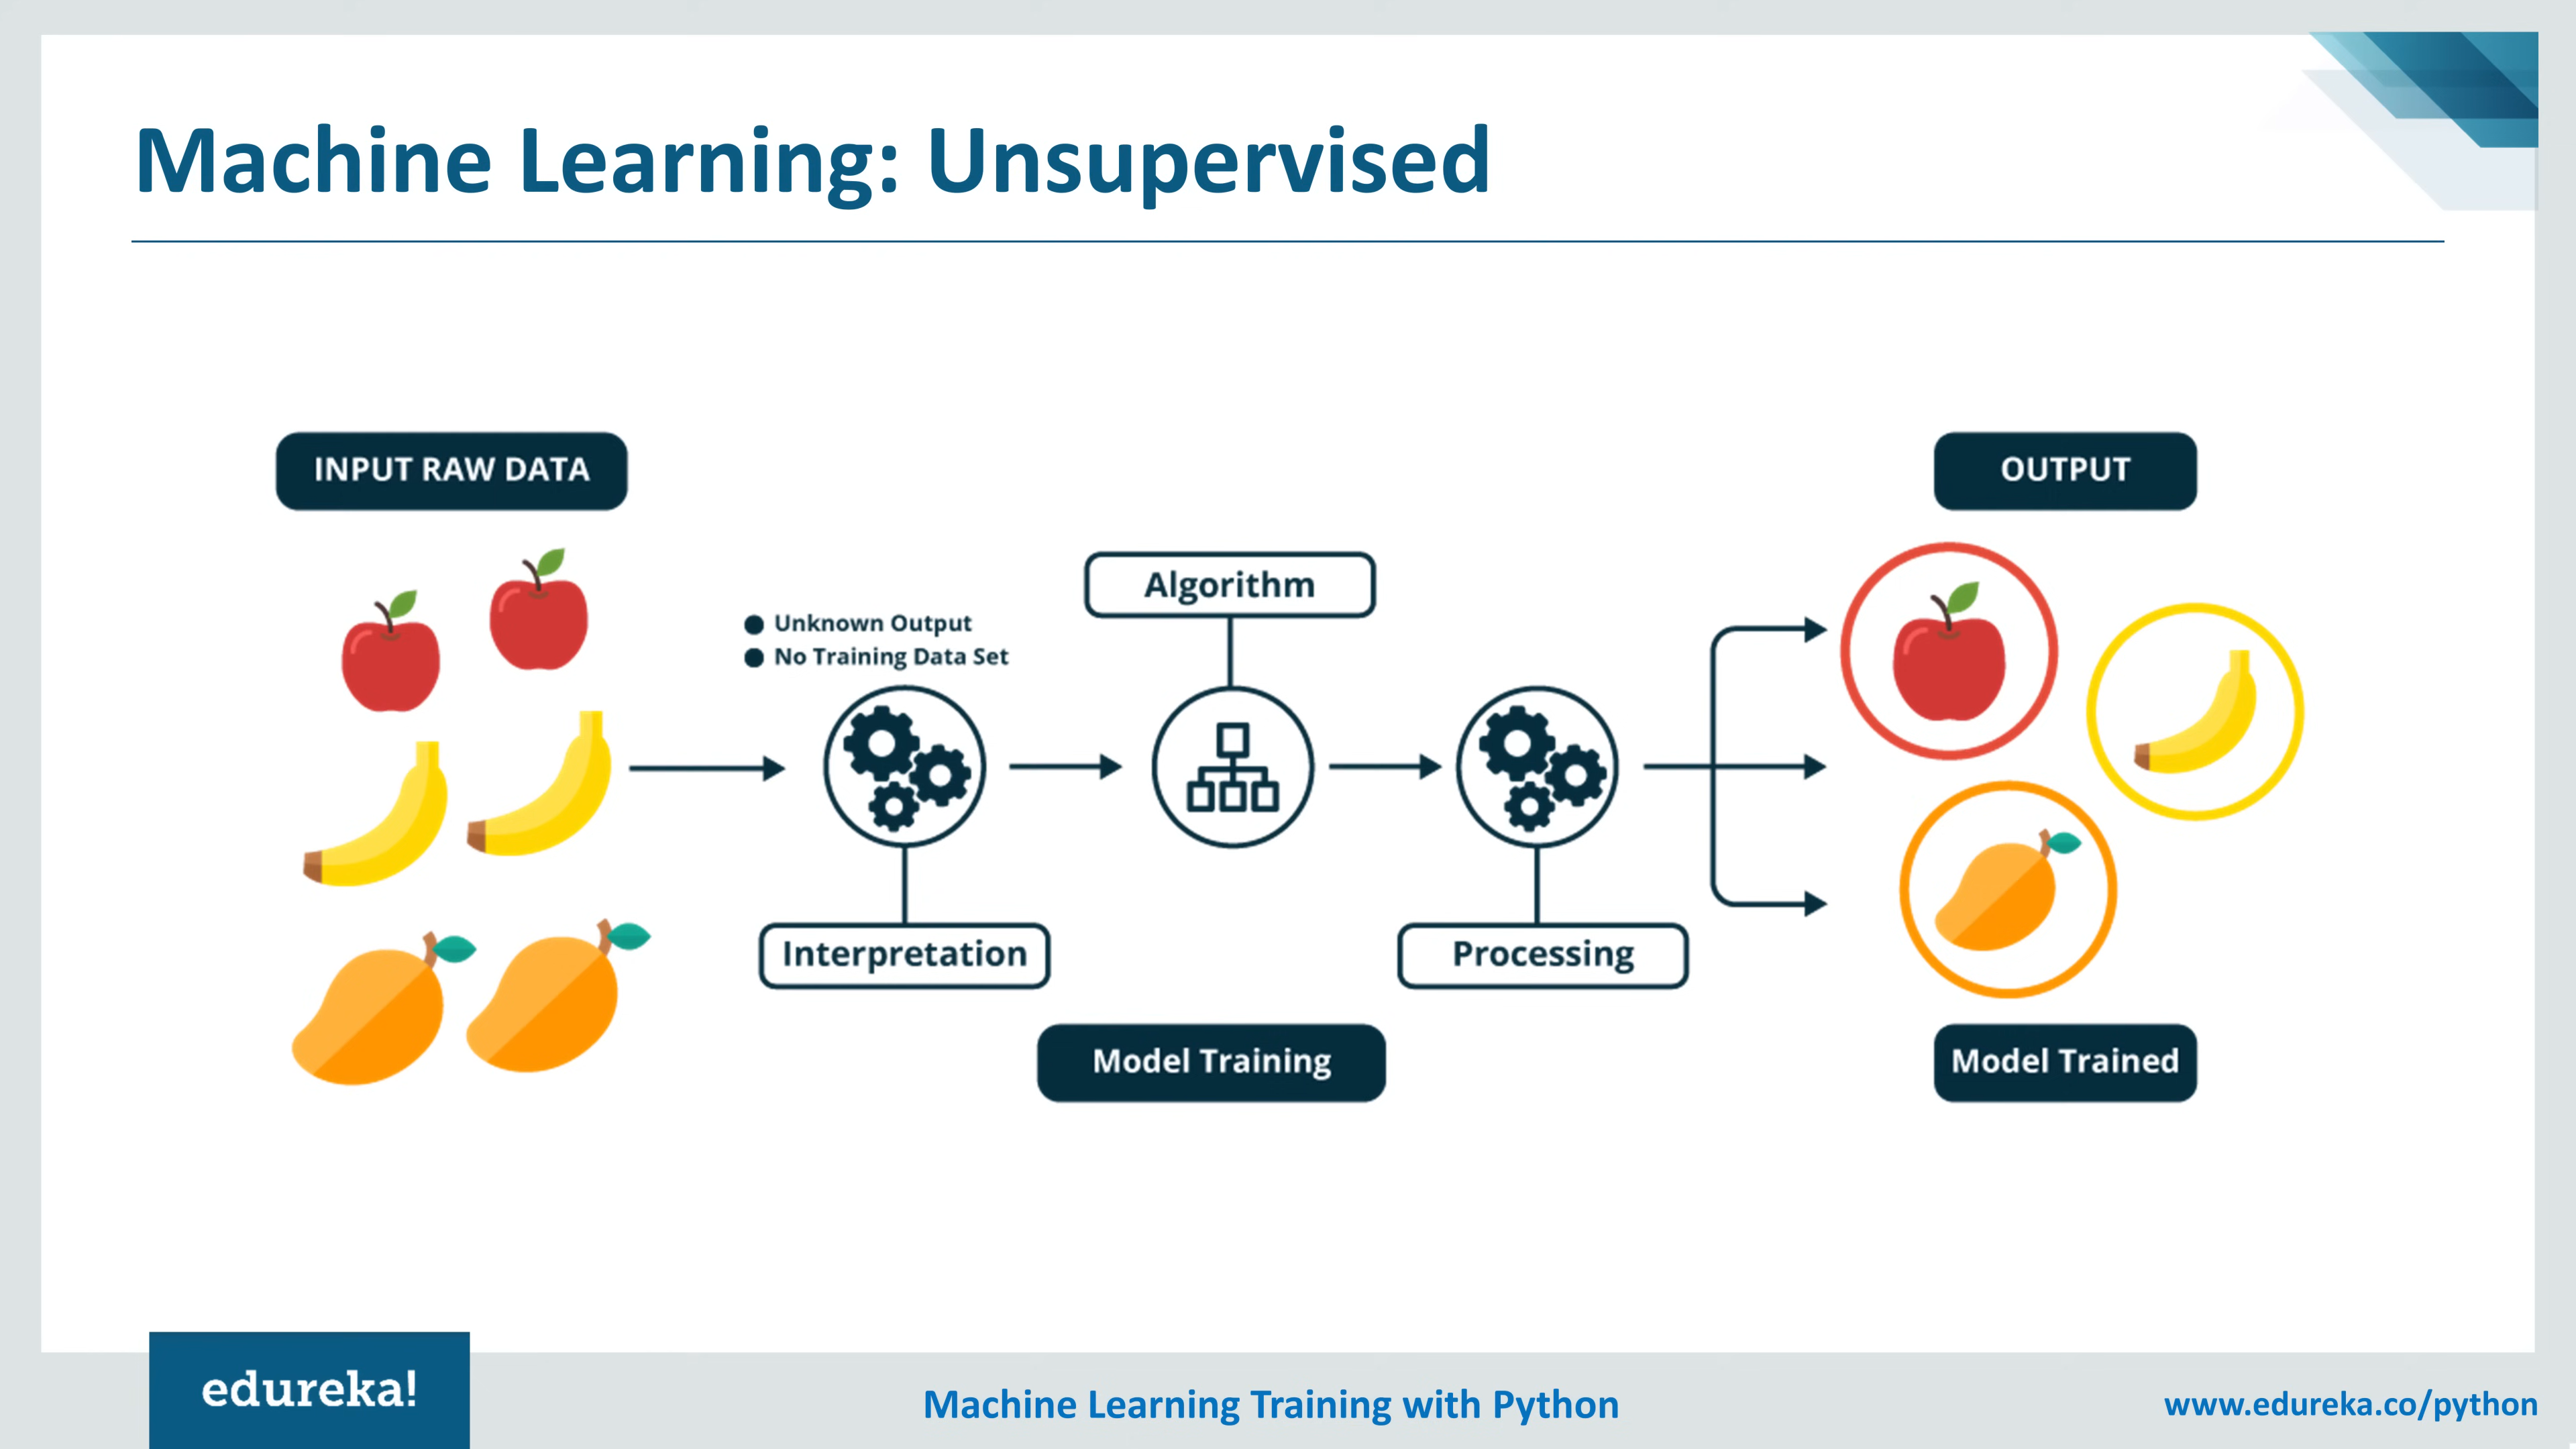 Machine Learning: Unsupervised
INPUT RAW DATA
OUTPUT
Algorithm
Unknown Output
No Training Data Set
Interpretation
Processing
Model Training
Model Trained
edureka!
Machine Learning Training with Python
www.edureka.co/python